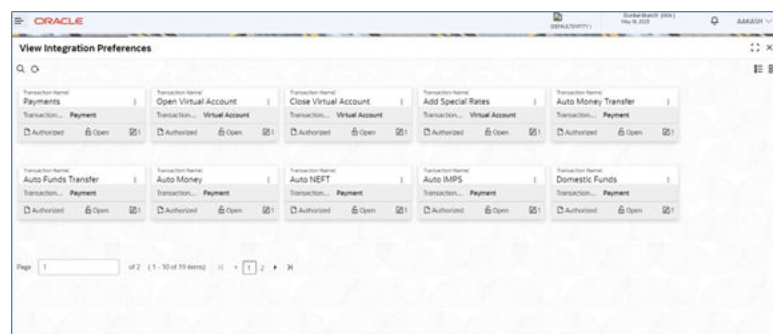 ORACLE
(DEFAULTENTITY)
May 16, 2023
AAKASH
View Integration Preferences
Transaction Name Transaction Name Transaction Name Transaction Name Transaction Name
Payments Open Virtual Account Close Virtual Account Add Special Rates Auto Money Transfer
Transaction... Payment Transaction... Virtual Account Transaction... Virtual Account Transaction... Payment Transaction... Payment
Authorized Open 1 Authorized Open 1 Authorized Open 1 Authorized Open 1 Authorized Open 1
Transaction Name Transaction Name Transaction Name Transaction Name Transaction Name
Auto Funds Transfer Auto Money Auto NEFT Auto IMPS Domestic Funds
Transaction... Payment Transaction... Payment Transaction... Payment Transaction... Payment Transaction... Payment
Authorized Open 1 Authorized Open 1 Authorized Open 1 Authorized Open 1 Authorized Open 1
Page 1 of 2 (1 - 10 of 19 items) 1 2